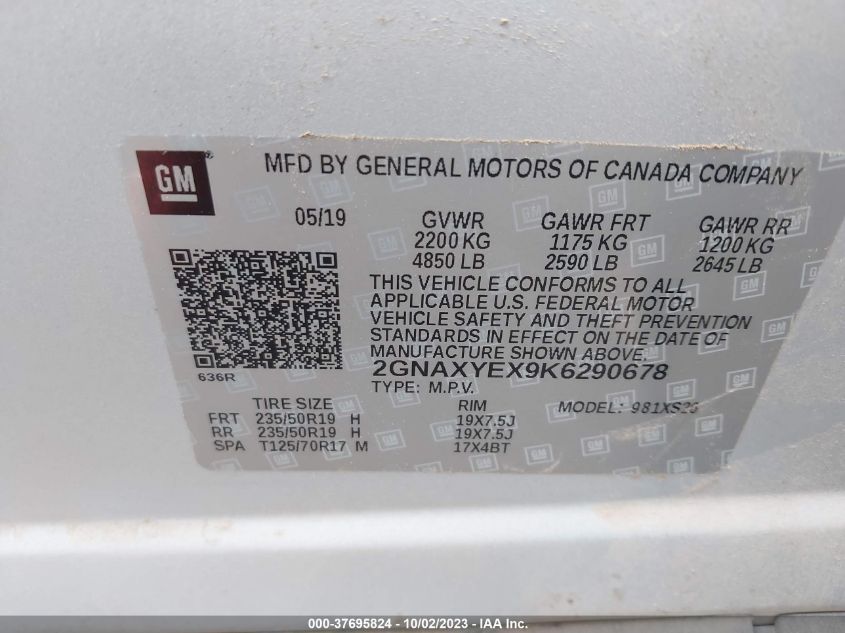 GM
MFD BY GENERAL MOTORS OF CANADA COMPANY
05/19 GVWR GAWR FRT GAWR RR
2200 KG 1175 KG 1200 KG
4850 LB 2590 LB 2645 LB
THIS VEHICLE CONFORMS TO ALL
APPLICABLE U.S. FEDERAL MOTOR
VEHICLE SAFETY AND THEFT PREVENTION
STANDARDS IN EFFECT ON THE DATE OF
MANUFACTURE SHOWN ABOVE.
636R
2GNAXYEX9K6290678
TYPE: M.P.V.
TIRE SIZE RIM MODEL:
FRT 235/50R19 H 19X7.5J
RR 235/50R19 H 19X7.5J
SPA T125/70R17 M 17X4BT
000-37695824 - 10/02/2023 - IAA Inc.